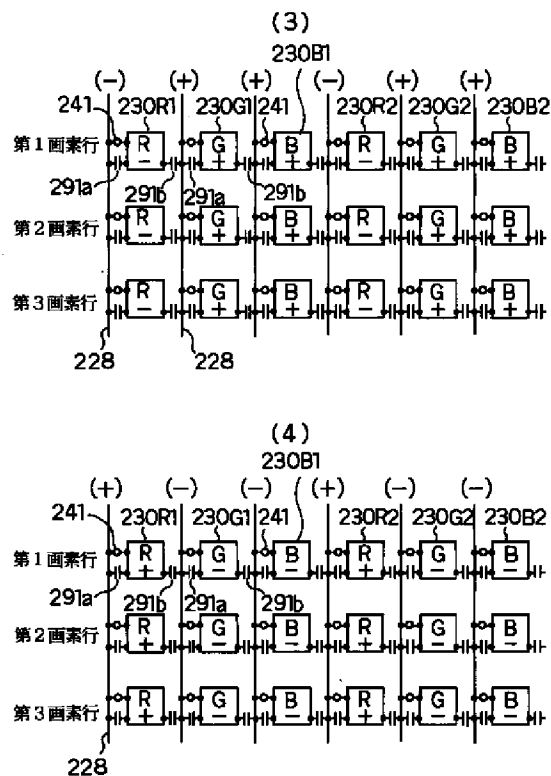 (3)
230B1
(-) (+) (+) (-) (+) (+)
241 230R1 230G1 241 230R2 230G2 230B2
第1画素行 R G B R G B
- + + - + +
291a 291b 291a 291b
第2画素行 R G B R G B
- + + - + +
第3画素行 R G B R G B
- + + - + +
228 228
(4)
230B1
(+) (-) (-) (+) (-) (-)
241 230R1 230G1 241 230R2 230G2 230B2
第1画素行 R G B R G B
+ - - + - -
291a 291b 291a 291b
第2画素行 R G B R G B
+ - - + - -
第3画素行 R G B R G B
+ - - + - -
228